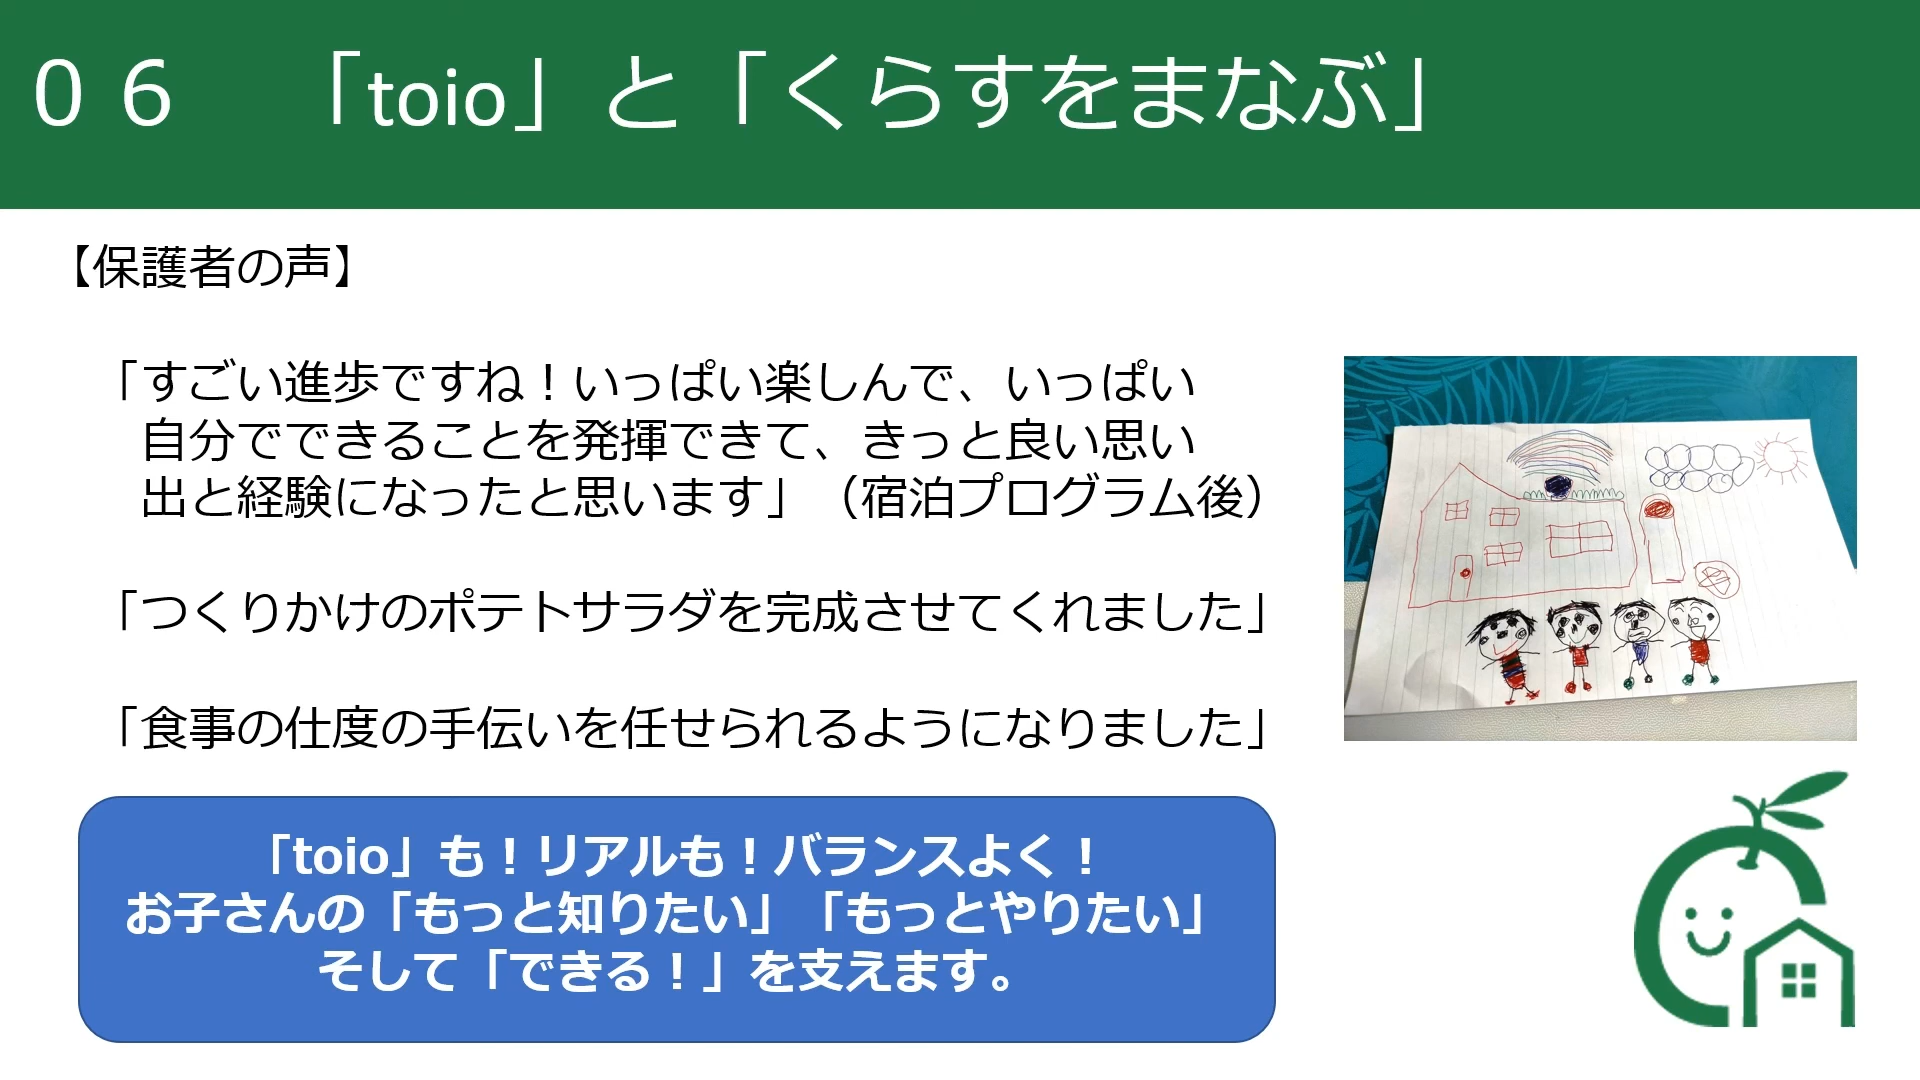 ０６　「toio」と「くらすをまなぶ」
【保護者の声】
「すごい進歩ですね！いっぱい楽しんで、いっぱい
自分でできることを発揮できて、きっと良い思い
出と経験になったと思います」（宿泊プログラム後）
「つくりかけのポテトサラダを完成させてくれました」
「食事の仕度の手伝いを任せられるようになりました」
「toio」も！リアルも！バランスよく！
お子さんの「もっと知りたい」「もっとやりたい」
そして「できる！」を支えます。